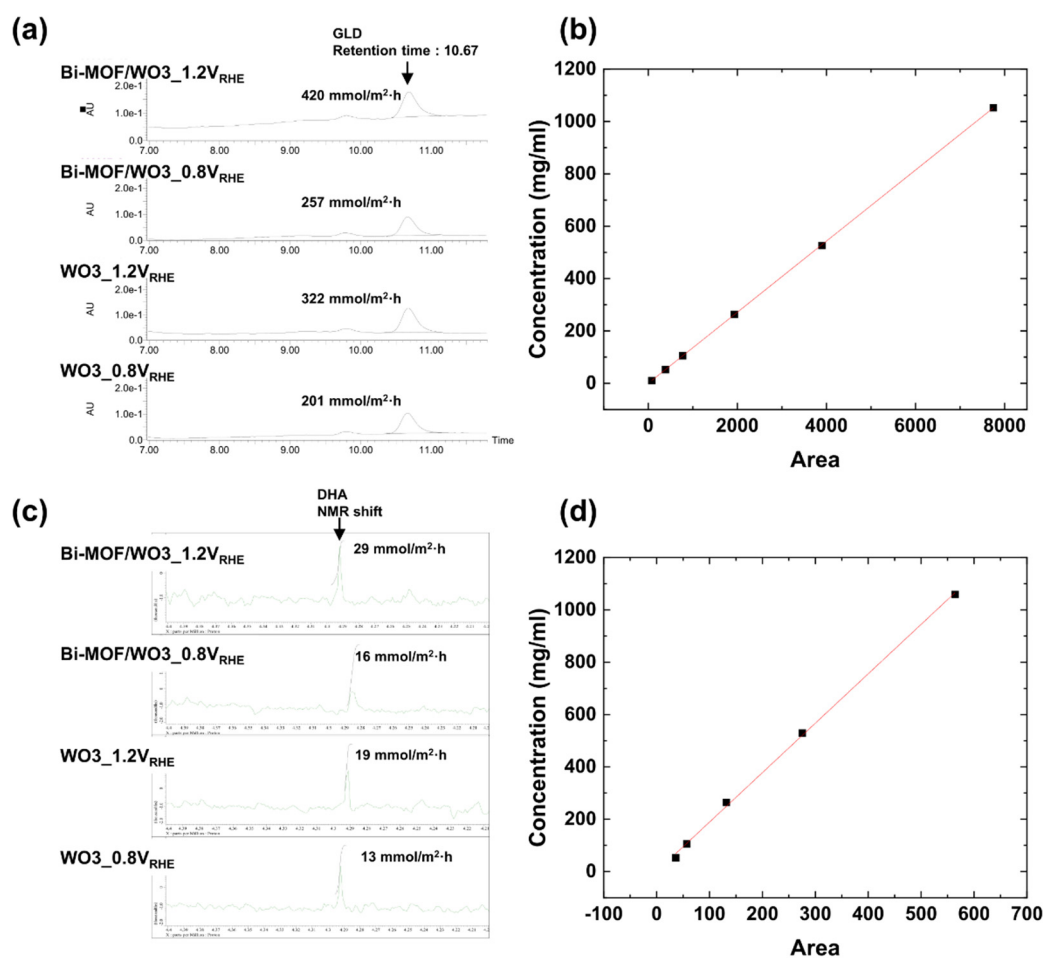 (a)
GLD
Retention time : 10.67
Bi-MOF/WO3_1.2VRHE
420 mmol/m²·h
2.0e-1
AU
1.0e-1
0.0
7.00 8.00 9.00 10.00 11.00
Bi-MOF/WO3_0.8VRHE
257 mmol/m²·h
2.0e-1
AU
1.0e-1
0.0
7.00 8.00 9.00 10.00 11.00
WO3_1.2VRHE
322 mmol/m²·h
2.0e-1
AU
1.0e-1
0.0
7.00 8.00 9.00 10.00 11.00
WO3_0.8VRHE
201 mmol/m²·h
2.0e-1
AU
1.0e-1
0.0
7.00 8.00 9.00 10.00 11.00
Time
(b)
1200
1000
800
600
400
200
0
Concentration (mg/ml)
0 2000 4000 6000 8000
Area
(c)
DHA
NMR shift
Bi-MOF/WO3_1.2VRHE
29 mmol/m²·h
Bi-MOF/WO3_0.8VRHE
16 mmol/m²·h
WO3_1.2VRHE
19 mmol/m²·h
WO3_0.8VRHE
13 mmol/m²·h
(d)
1200
1000
800
600
400
200
0
Concentration (mg/ml)
-100 0 100 200 300 400 500 600 700
Area